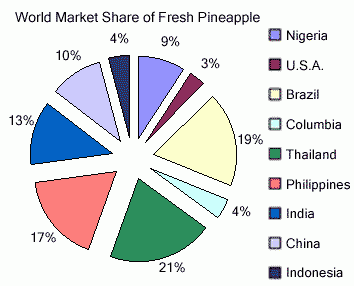 World Market Share of Fresh Pineapple
4%
9%
3%
10%
13%
19%
4%
17%
21%
Nigeria
U.S.A.
Brazil
Columbia
Thailand
Philippines
India
China
Indonesia